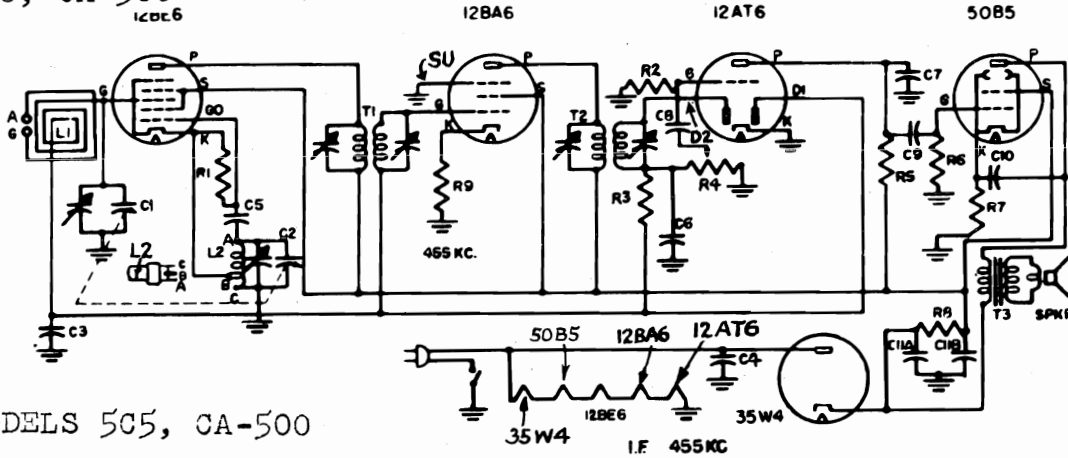 12BE6 12BA6 12AT6 50B5
P SU P P D1 P
S S S
G G G G
A G L1 GO K K K K
T1 T2 R2 C8 D2 C7
R1 R9 R3 R4 R5 C9 R6 C10 R7
C1 C5 C6
A L2 C2
L2 C B A B C
455 KC.
C3
R8 T3
C11A C11B
50B5 12BA6 12AT6
C4
12BE6
35W4 35W4
DELS 5C5, CA-500
I.F. 455KC